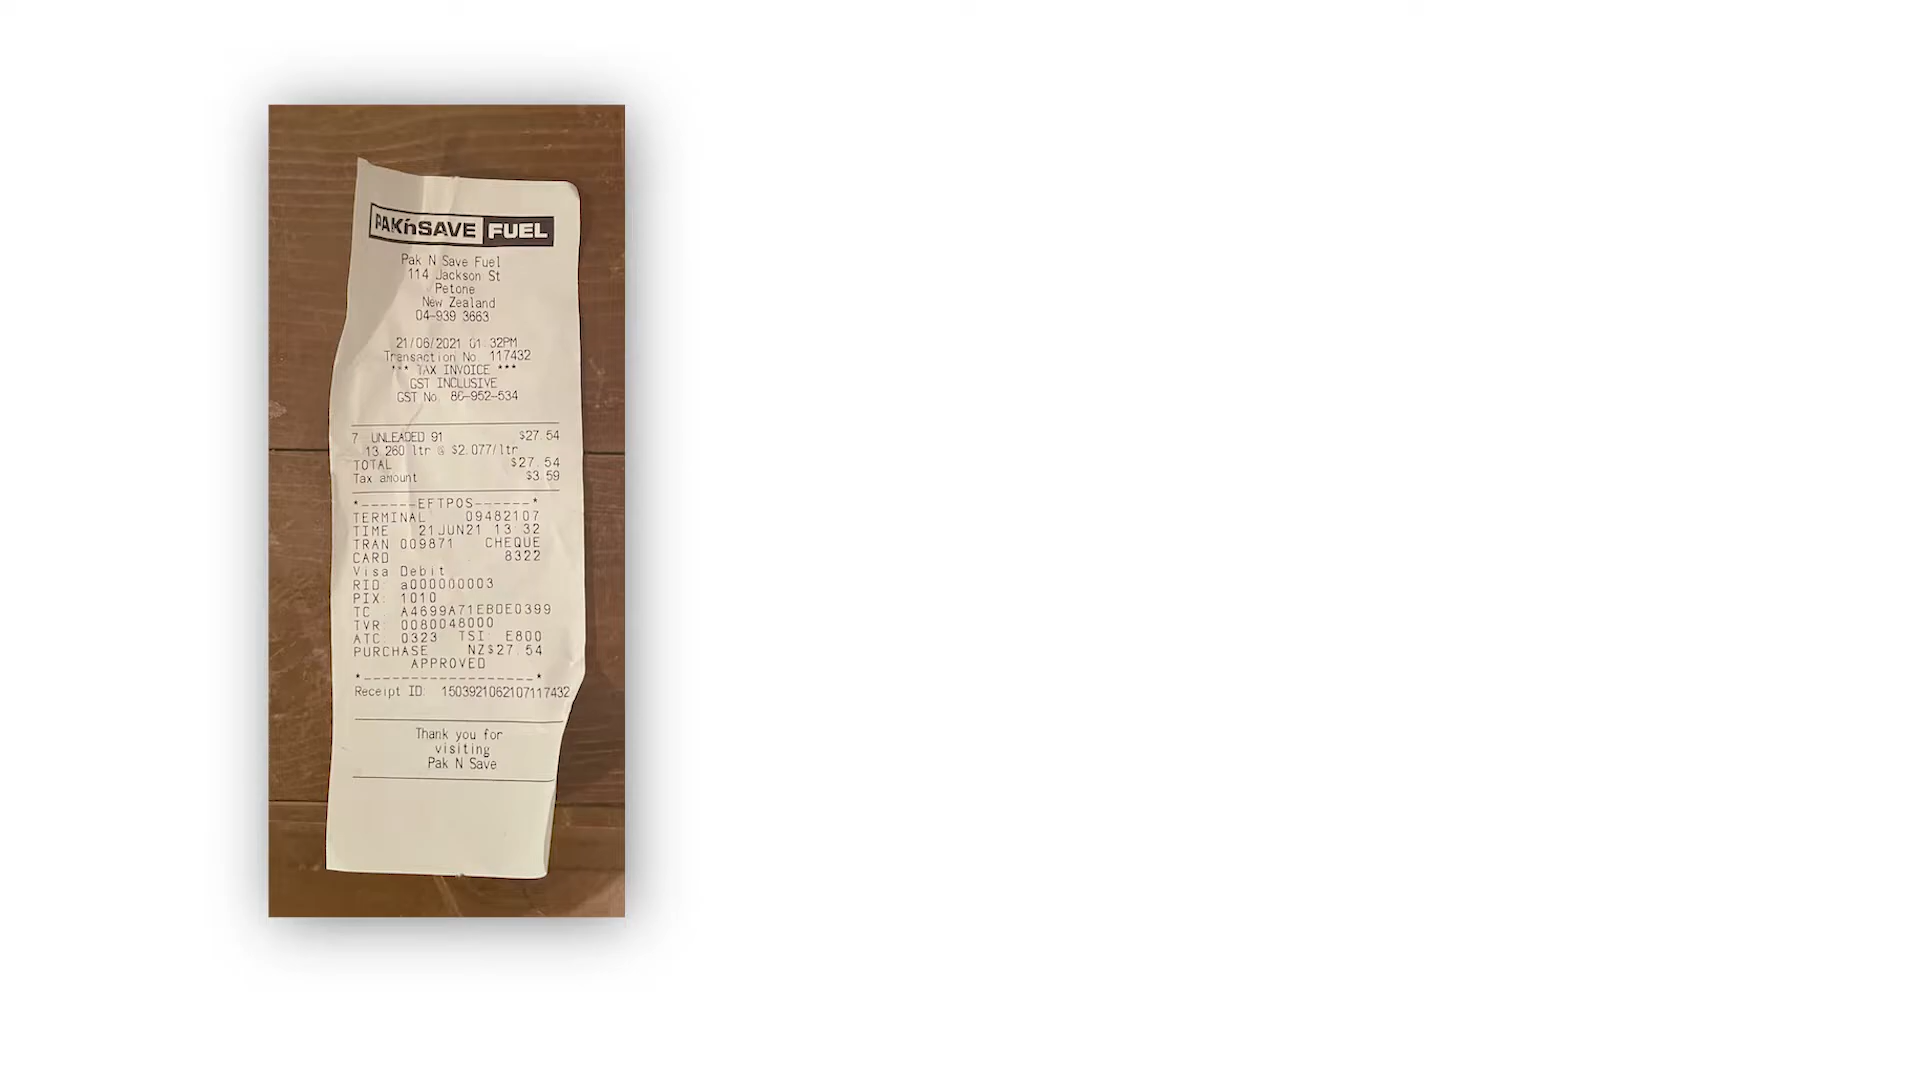 PAK'nSAVE FUEL
Pak N Save Fuel
114 Jackson St
Petone
New Zealand
04-939 3663
21/06/2021 01:32PM
Transaction No. 117432
*** TAX INVOICE ***
GST INCLUSIVE
GST No. 86-952-534
7 UNLEADED 91 $27.54
13.260 ltr @ $2.077/ltr
TOTAL $27.54
Tax amount $3.59
*------EFTPOS------*
TERMINAL 09482107
TIME 21JUN21 13:32
TRAN 009871 CHEQUE
CARD 8322
Visa Debit
RID: a000000003
PIX: 1010
TC : A4699A71EBDE0399
TVR: 0080048000
ATC: 0323 TSI: E800
PURCHASE NZ$27.54
APPROVED
*-------------------*
Receipt ID: 1503921062107117432
Thank you for
visiting
Pak N Save